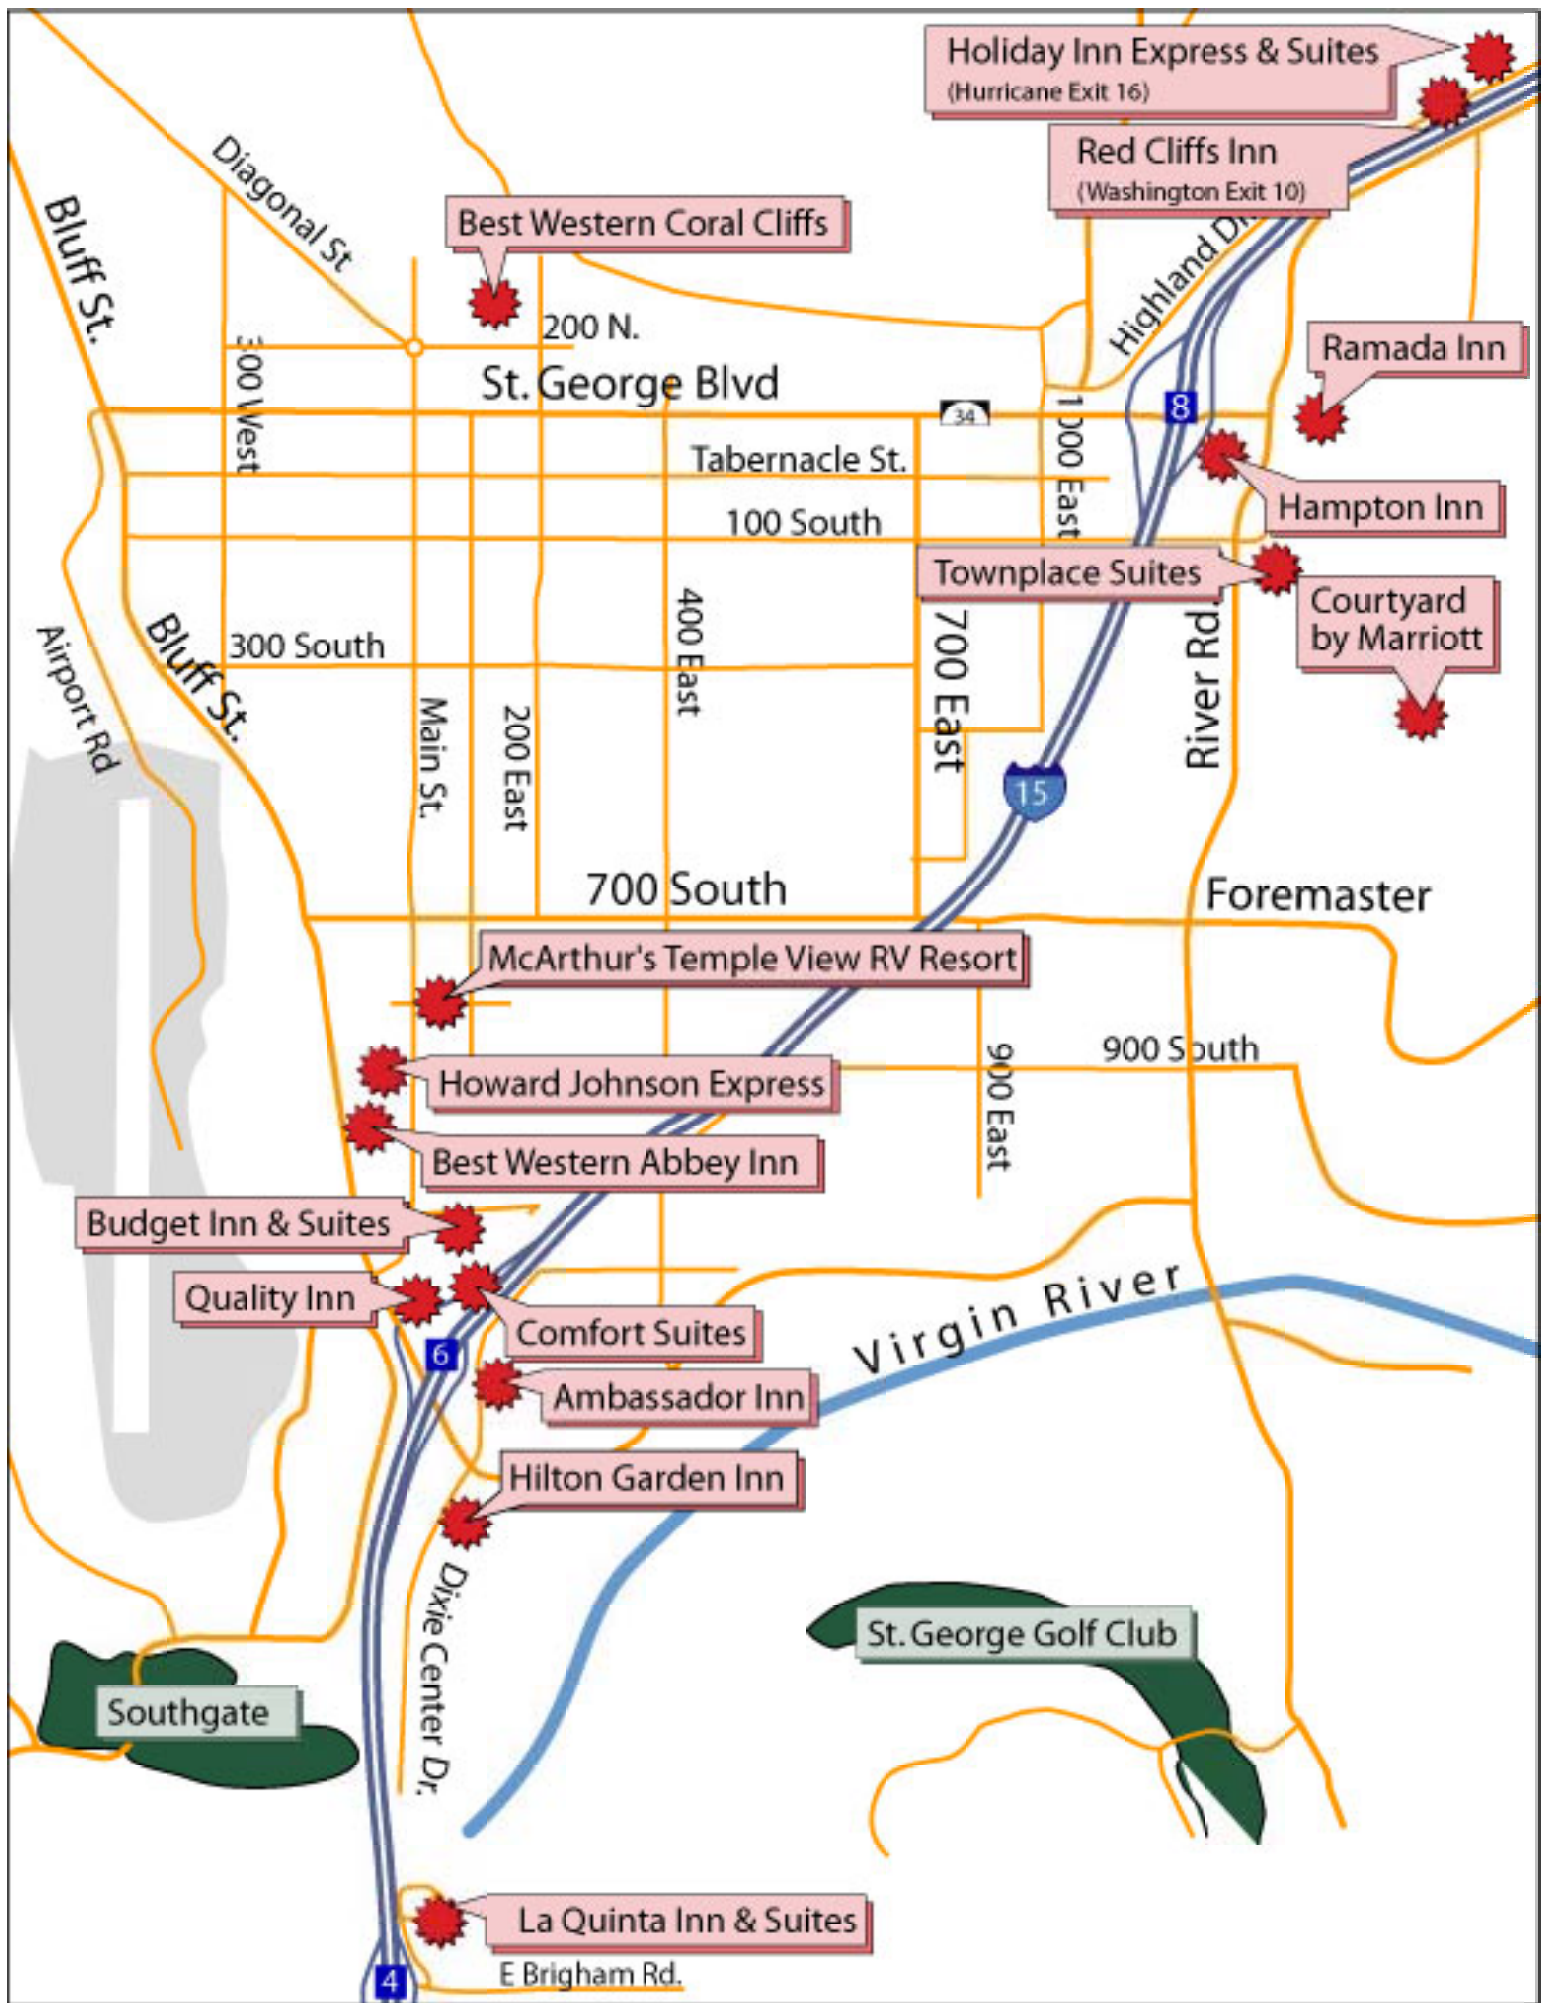 Holiday Inn Express & Suites
(Hurricane Exit 16)
Red Cliffs Inn
(Washington Exit 10)
Diagonal St
Bluff St.
Best Western Coral Cliffs
Highland Dr
200 N.
Ramada Inn
300 West
St. George Blvd
34
8
1000 East
Tabernacle St.
Hampton Inn
100 South
Townplace Suites
Courtyard
by Marriott
Airport Rd
Bluff St.
300 South
400 East
700 East
River Rd.
Main St.
200 East
15
700 South
Foremaster
McArthur's Temple View RV Resort
900 South
900 East
Howard Johnson Express
Best Western Abbey Inn
Budget Inn & Suites
Quality Inn
Virgin River
Comfort Suites
6
Ambassador Inn
Hilton Garden Inn
Dixie Center Dr.
St. George Golf Club
Southgate
La Quinta Inn & Suites
E Brigham Rd.
4